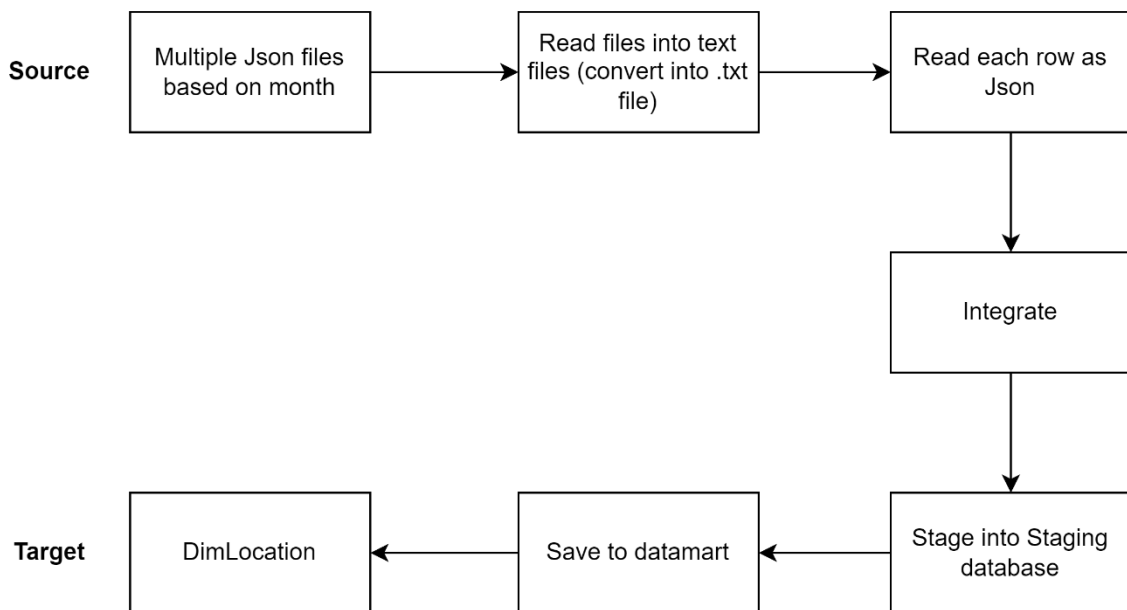 Source
Multiple Json files
based on month
Read files into text
files (convert into .txt
file)
Read each row as
Json
Integrate
Target
DimLocation
Save to datamart
Stage into Staging
database